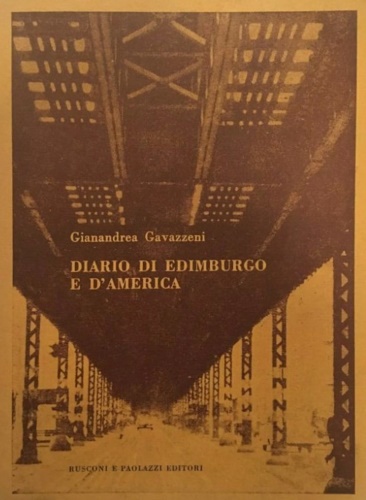 Gianandrea Gavazzeni
DIARIO DI EDIMBURGO
E D'AMERICA
RUSCONI E PAOLAZZI EDITORI